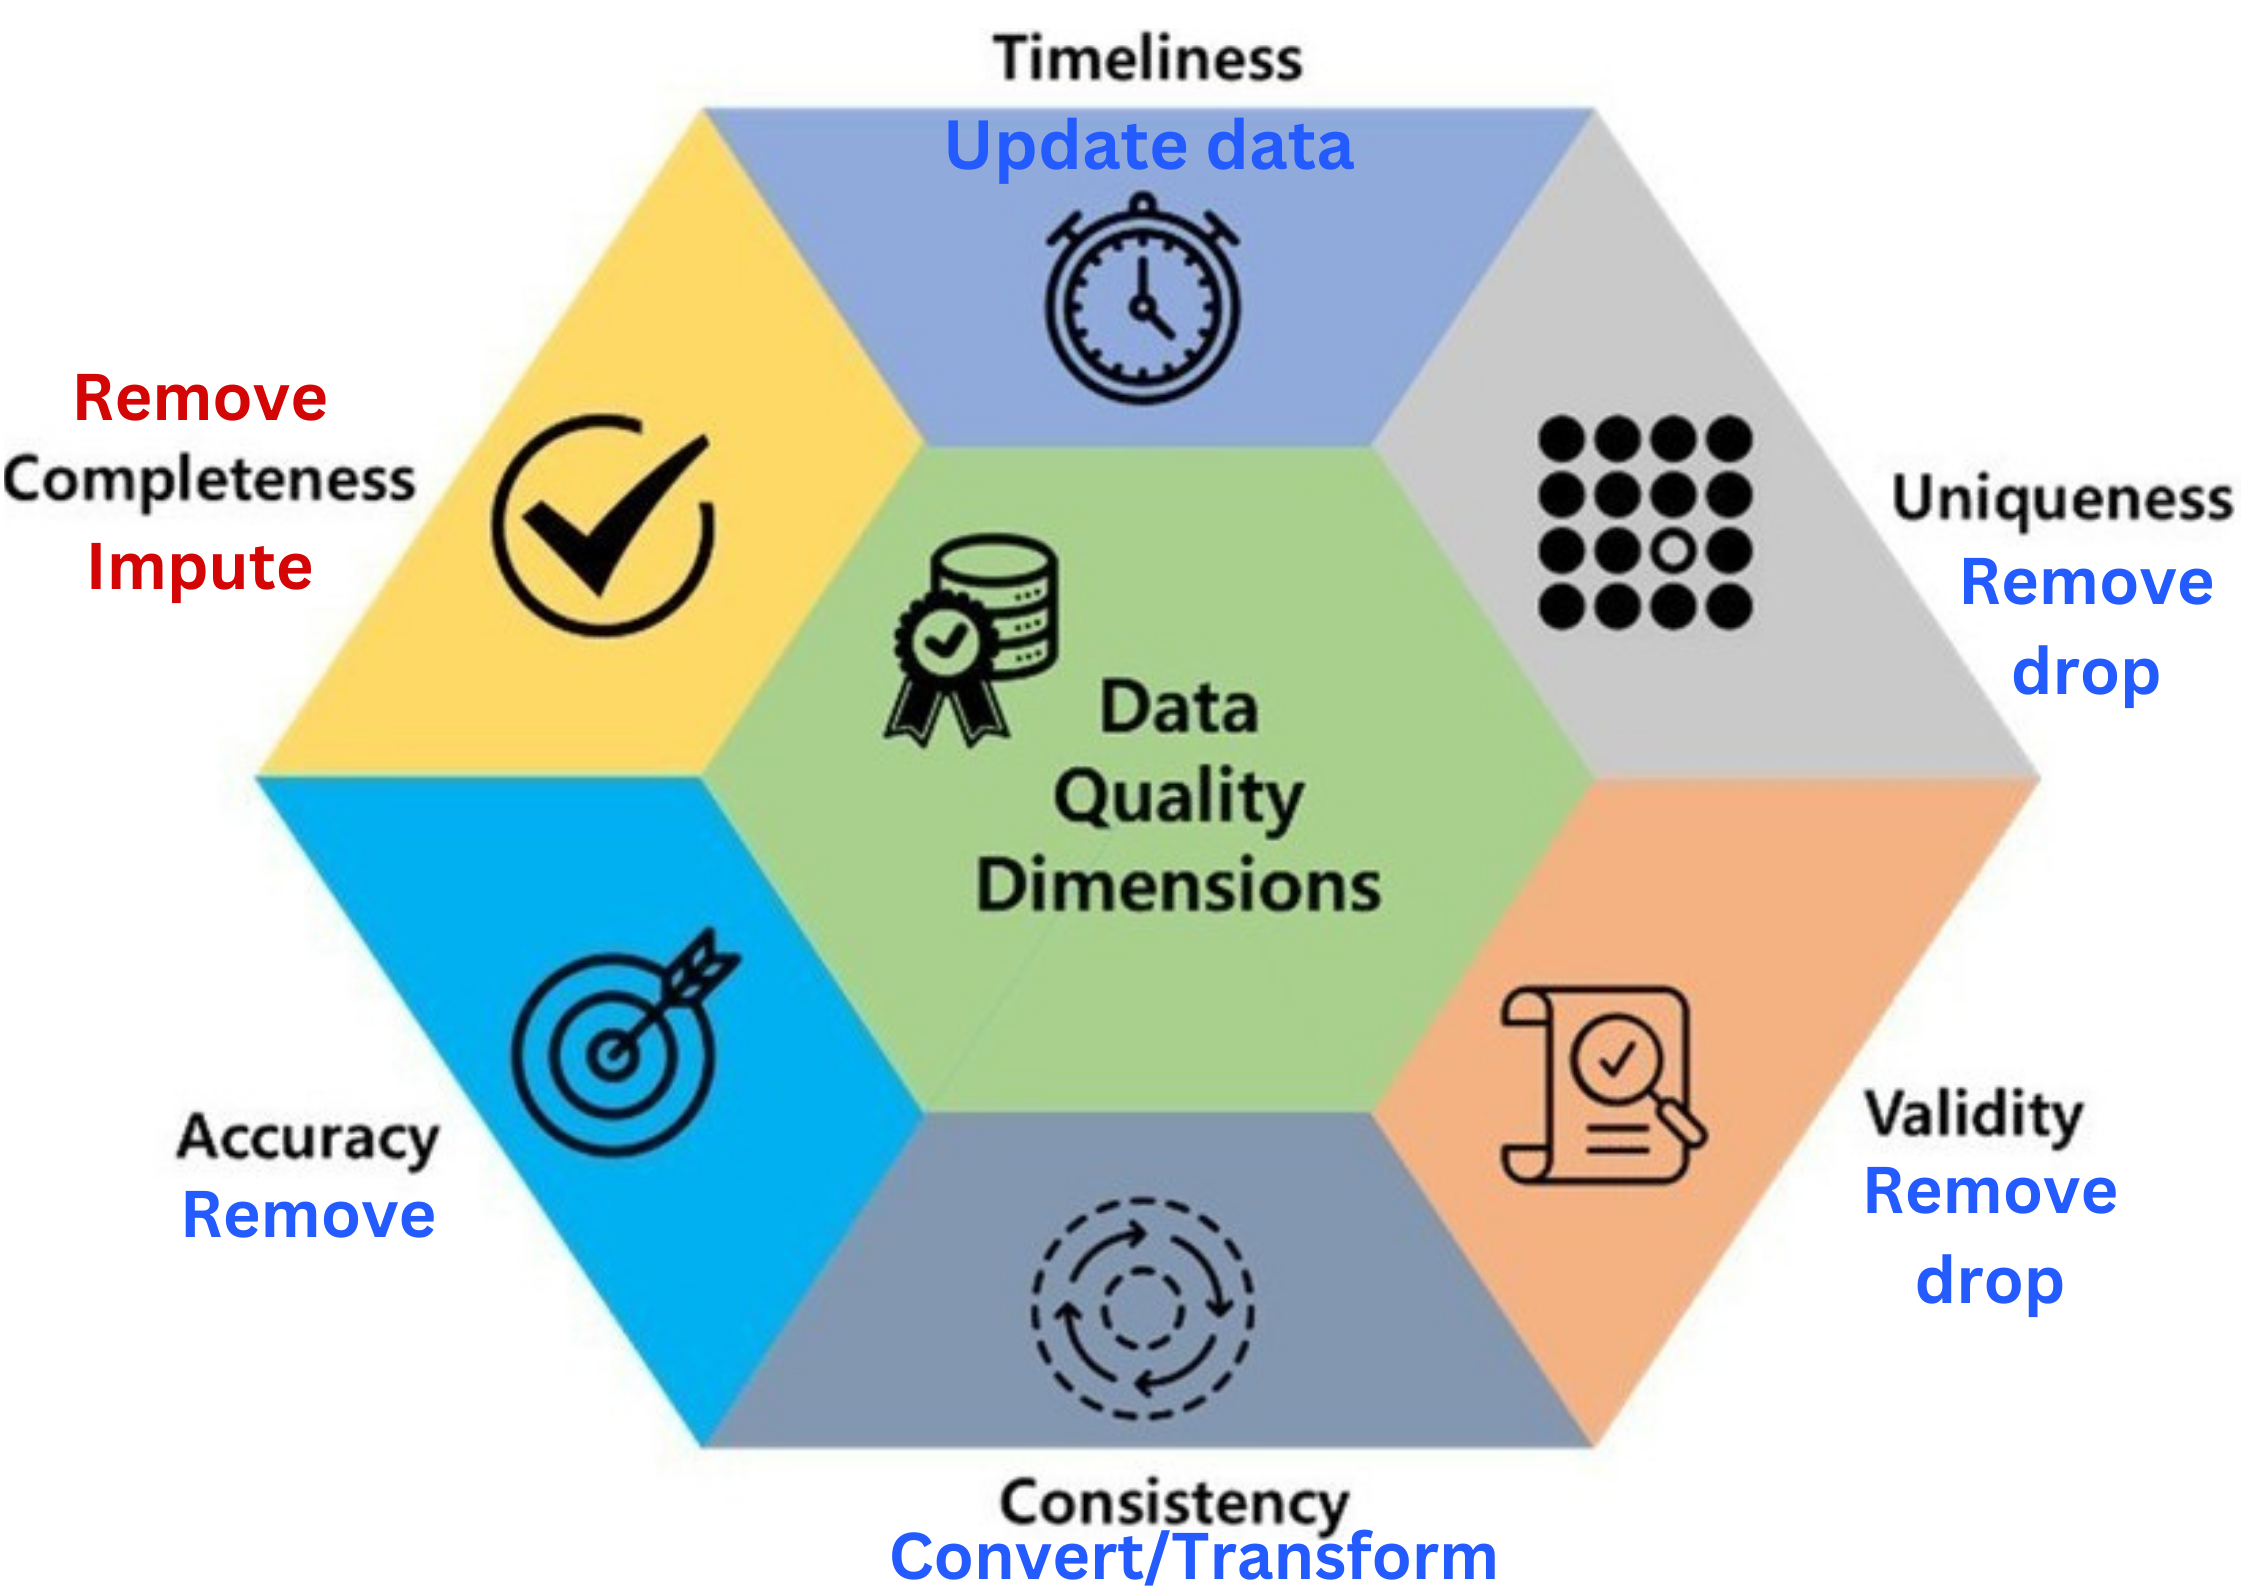 Timeliness
Update data
Remove
Completeness
Impute
Uniqueness
Remove
drop
Data
Quality
Dimensions
Accuracy
Remove
Validity
Remove
drop
Consistency
Convert/Transform